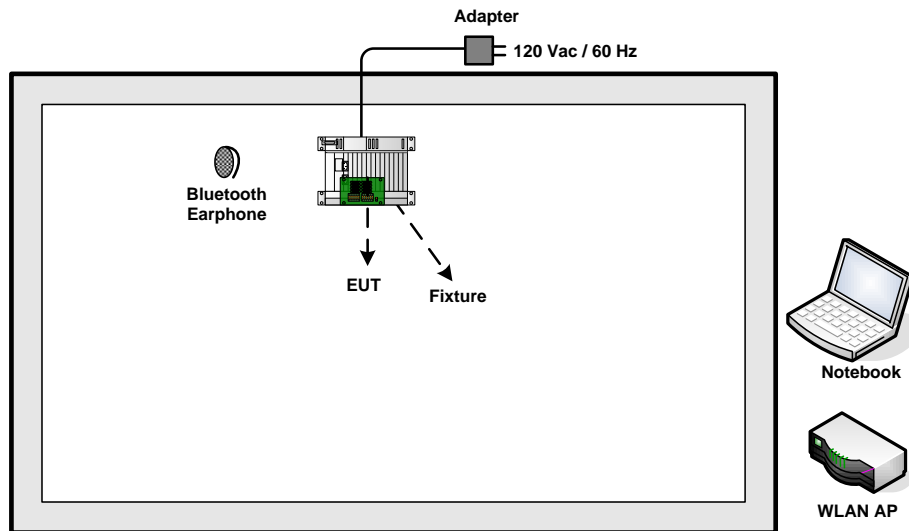 Adapter
120 Vac / 60 Hz
Bluetooth
Earphone
EUT
Fixture
Notebook
WLAN AP